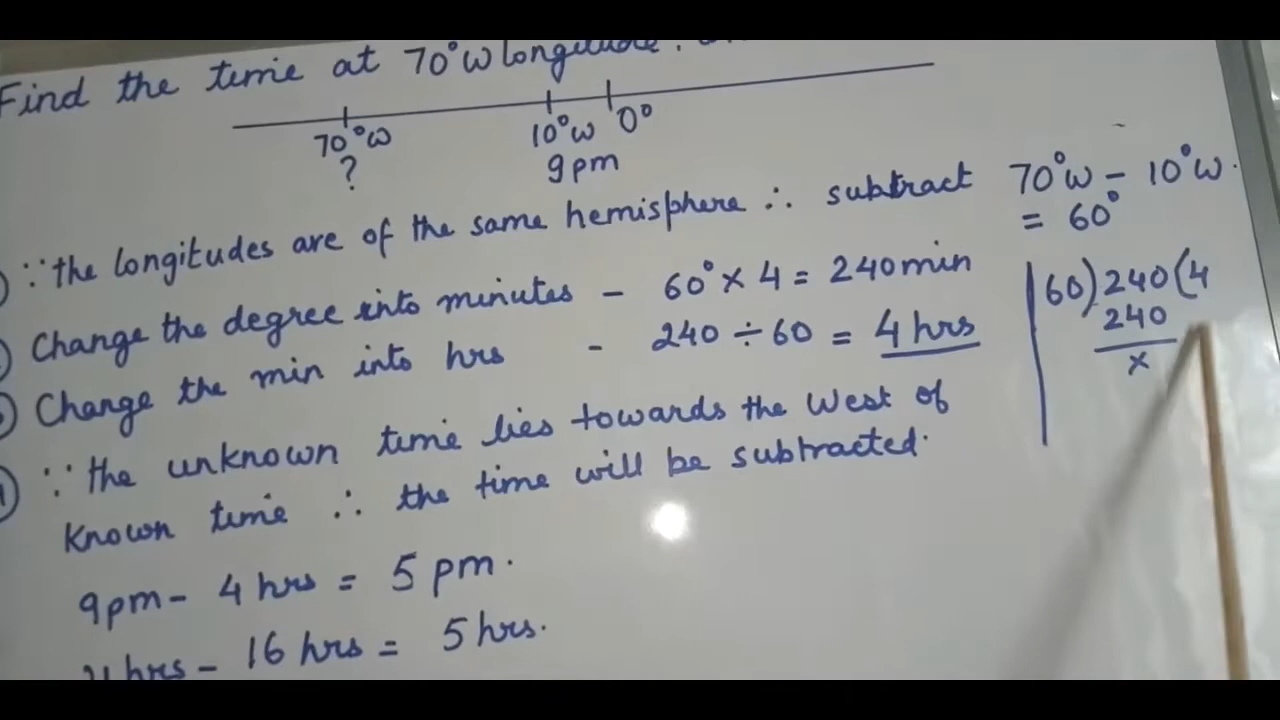 Find the time at 70°W longitude.
70°W 10°W 0°
? 9pm
∵ the longitudes are of the same hemisphere ∴ subtract 70°W - 10°W.
= 60°
Change the degree into minutes - 60° × 4 = 240min
Change the min into hrs - 240 ÷ 60 = 4 hrs
60)240(4
240
x
∵ the unknown time lies towards the West of
known time ∴ the time will be subtracted.
9pm - 4 hrs = 5 pm.
hrs - 16 hrs = 5 hrs.